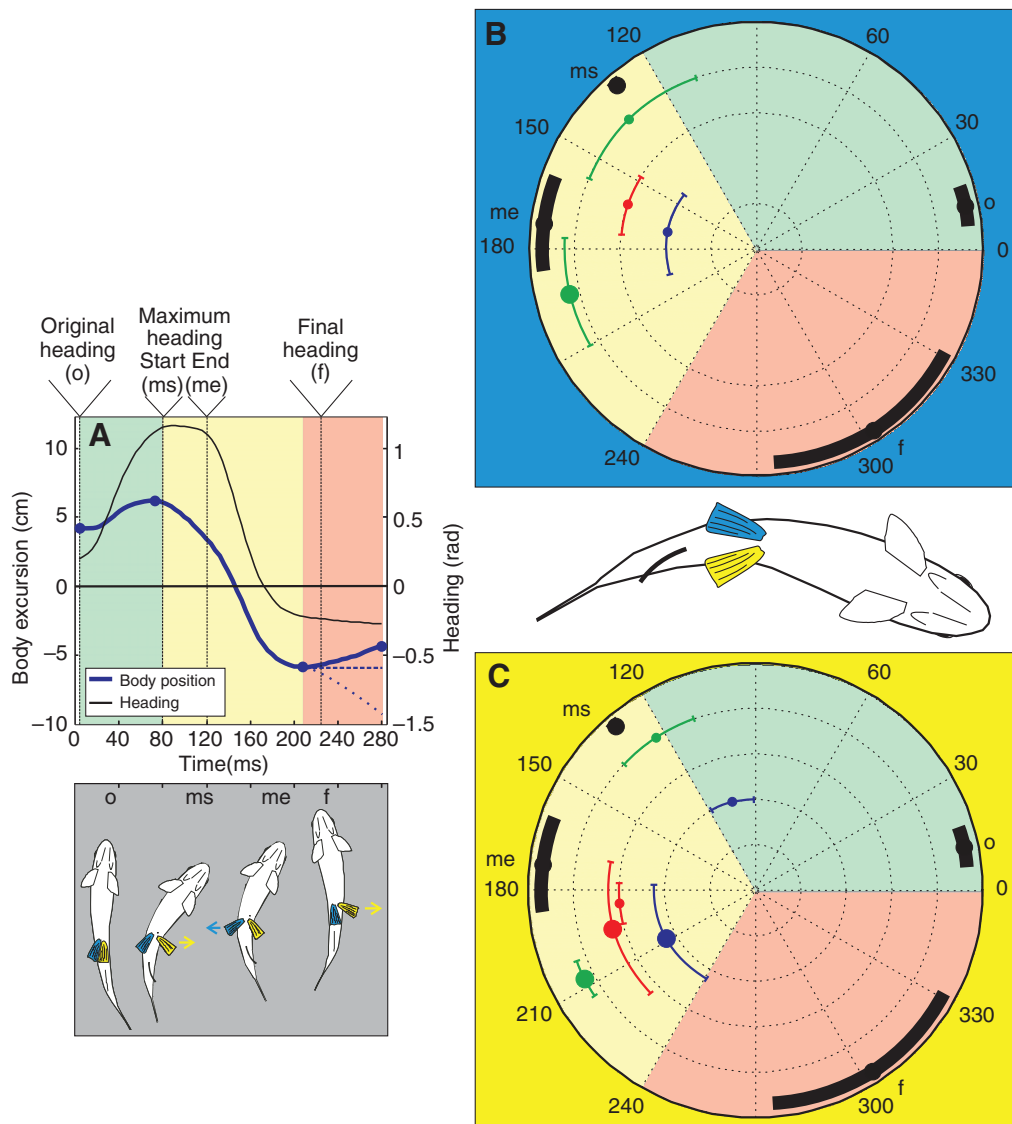 Original
heading
(o)
Maximum
heading
Start End
(ms) (me)
Final
heading
(f)
A
Body excursion (cm)
10
5
0
−5
−10
Heading (rad)
1
0.5
0
−0.5
−1.5
Body position
Heading
0 40 80 120 160 200 240 280
Time(ms)
o ms me f
B
120
60
ms
150
30
me
o
180
0
330
240
f
300
C
120
60
ms
150
30
me
o
180
0
210
330
240
f
300